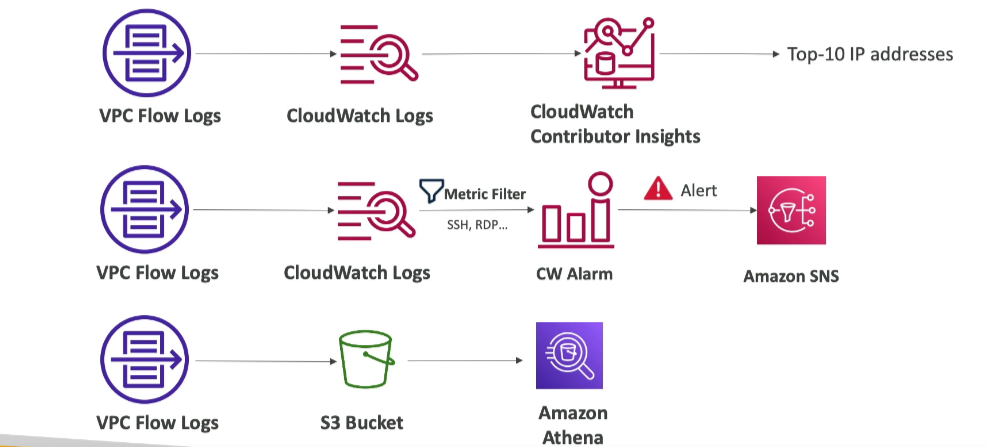 Top-10 IP addresses
VPC Flow Logs
CloudWatch Logs
CloudWatch
Contributor Insights
Metric Filter
SSH, RDP...
Alert
VPC Flow Logs
CloudWatch Logs
CW Alarm
Amazon SNS
VPC Flow Logs
S3 Bucket
Amazon
Athena